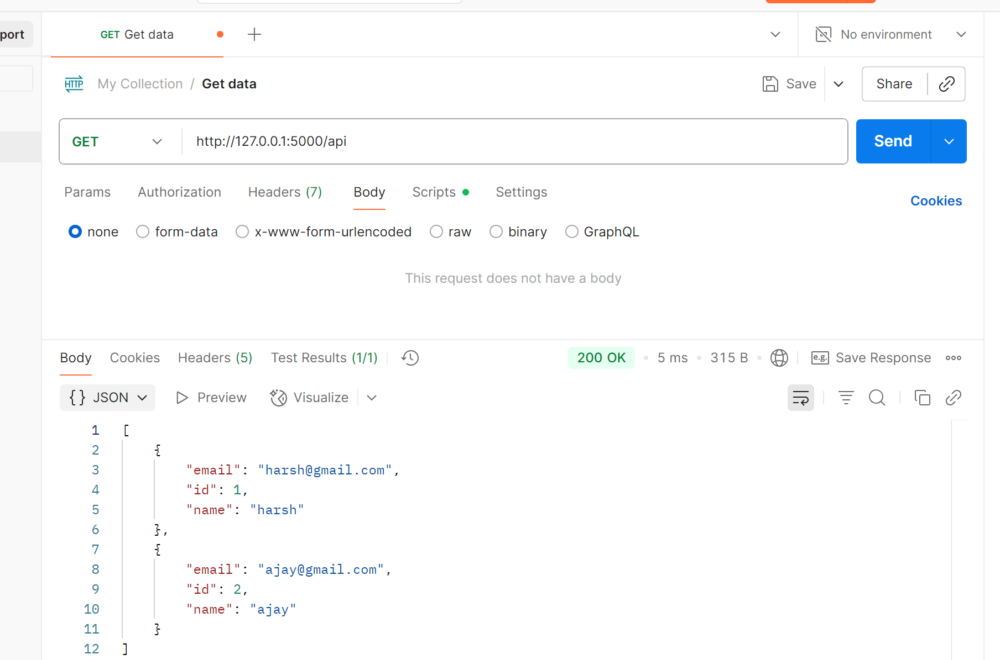 port
GET Get data
No environment
HTTP My Collection / Get data
Save
Share
GET http://127.0.0.1:5000/api
Send
Params Authorization Headers (7) Body Scripts Settings
Cookies
none form-data x-www-form-urlencoded raw binary GraphQL
This request does not have a body
Body Cookies Headers (5) Test Results (1/1) 200 OK • 5 ms • 315 B • e.g. Save Response
{} JSON Preview Visualize
1 [
2 {
3 "email": "harsh@gmail.com",
4 "id": 1,
5 "name": "harsh"
6 },
7 {
8 "email": "ajay@gmail.com",
9 "id": 2,
10 "name": "ajay"
11 }
12 ]